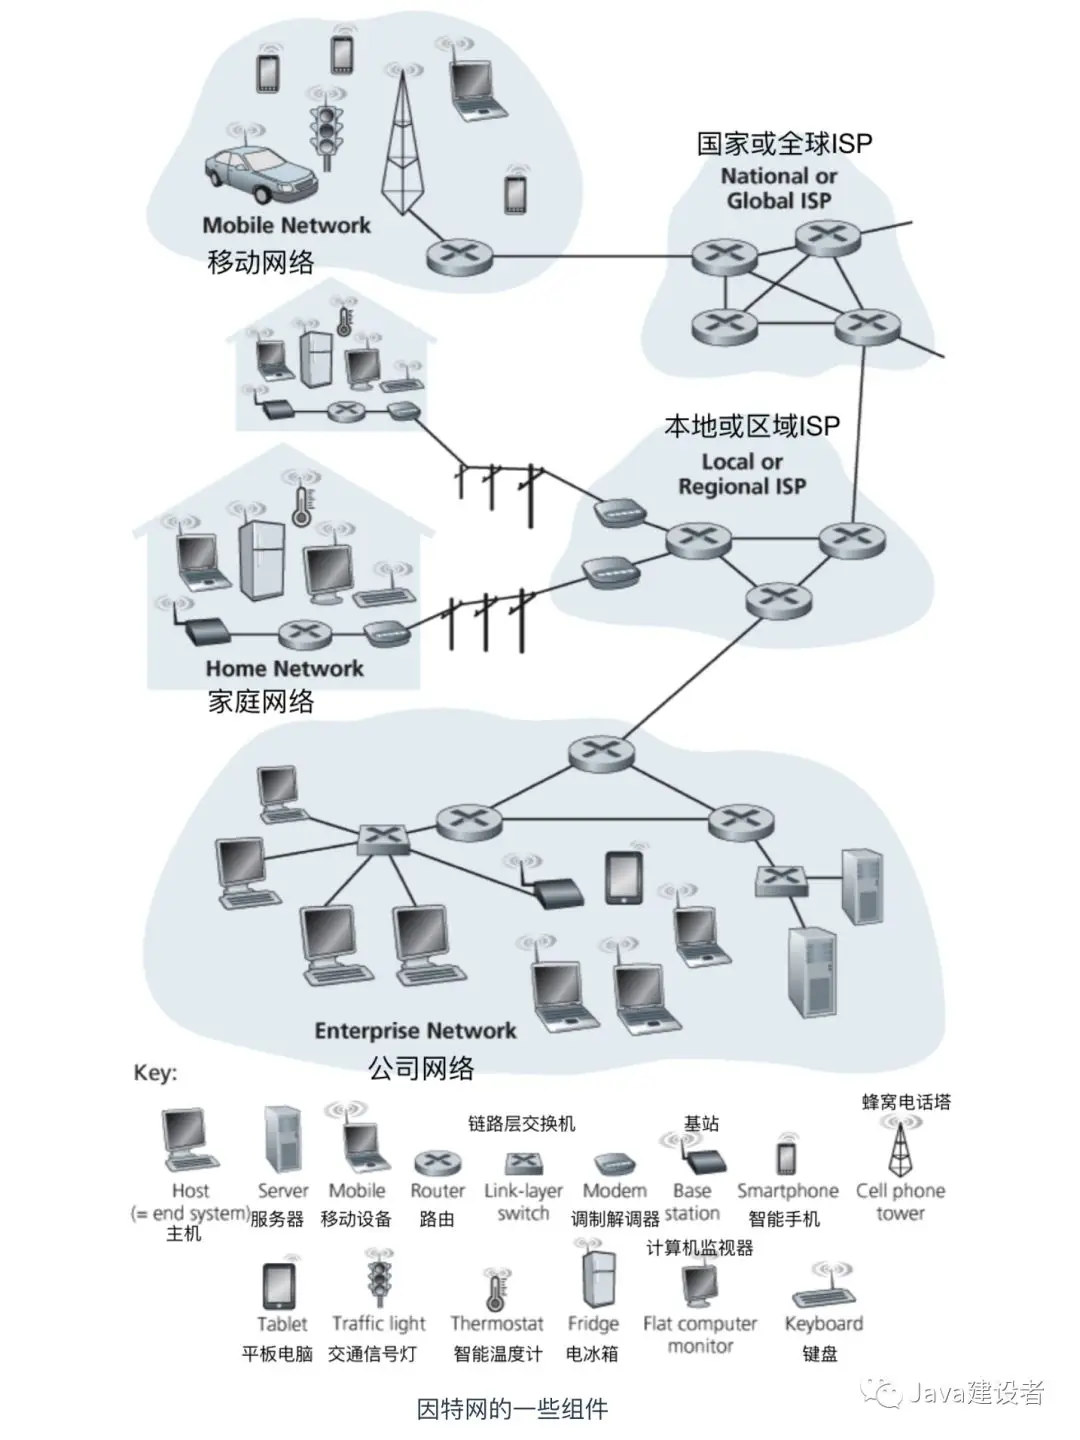 国家或全球ISP
National or
Global ISP
Mobile Network
移动网络
本地或区域ISP
Local or
Regional ISP
Home Network
家庭网络
Enterprise Network
公司网络
Key:
链路层交换机
基站
蜂窝电话塔
Host
(= end system)
主机
Server
服务器
Mobile
移动设备
Router
路由
Link-layer
switch
Modem
调制解调器
Base
station
Smartphone
智能手机
Cell phone
tower
计算机监视器
Tablet
平板电脑
Traffic light
交通信号灯
Thermostat
智能温度计
Fridge
电冰箱
Flat computer
monitor
Keyboard
键盘
Java建设者
因特网的一些组件